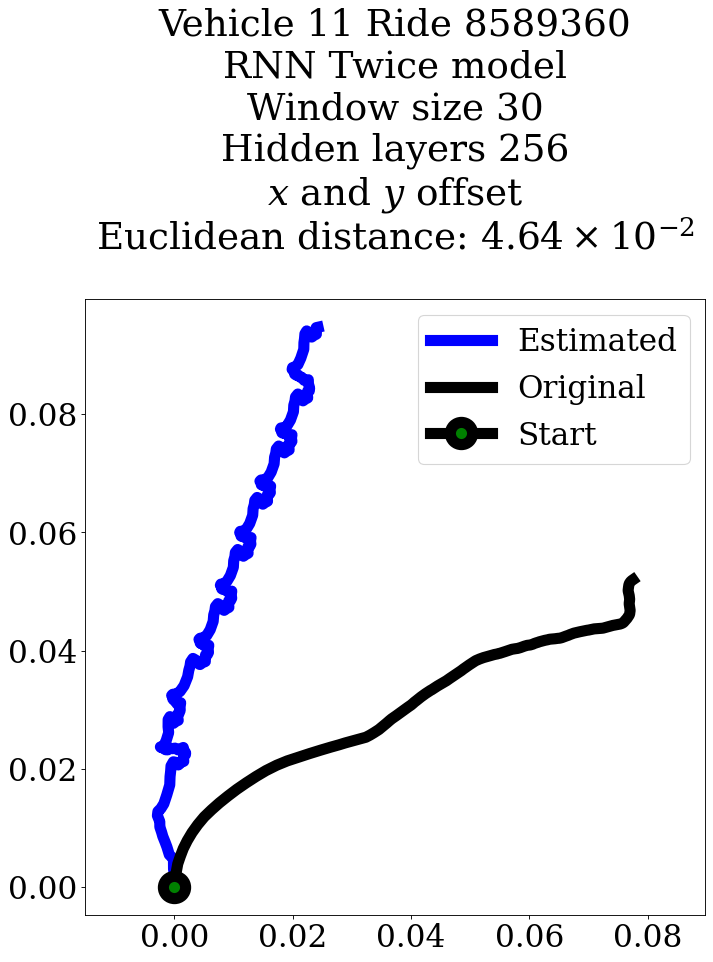 Vehicle 11 Ride 8589360
RNN Twice model
Window size 30
Hidden layers 256
x and y offset
Euclidean distance: 4.64 × 10⁻²
Estimated
Original
Start
0.08
0.06
0.04
0.02
0.00
0.00 0.02 0.04 0.06 0.08